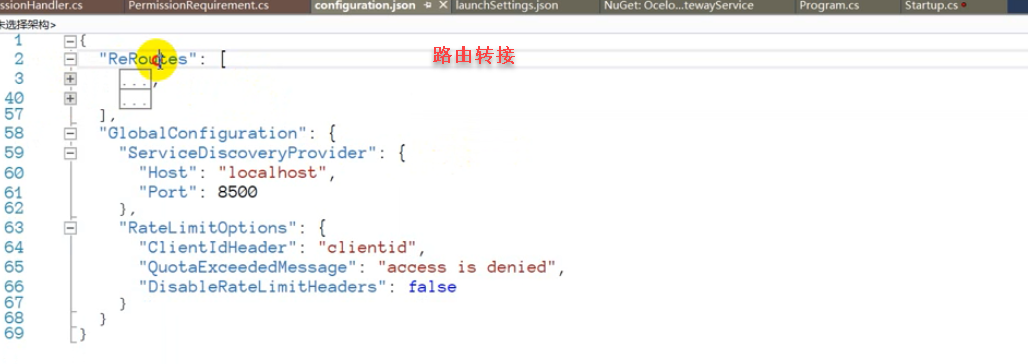 ssionHandler.cs PermissionRequirement.cs configuration.json launchSettings.json NuGet: Ocelo...tewayService Program.cs Startup.cs
未选择架构>
1 {
2 "ReRoutes": [ 路由转接
3 ...,
40 ...
57 ],
58 "GlobalConfiguration": {
59 "ServiceDiscoveryProvider": {
60 "Host": "localhost",
61 "Port": 8500
62 },
63 "RateLimitOptions": {
64 "ClientIdHeader": "clientid",
65 "QuotaExceededMessage": "access is denied",
66 "DisableRateLimitHeaders": false
67 }
68 }
69 }